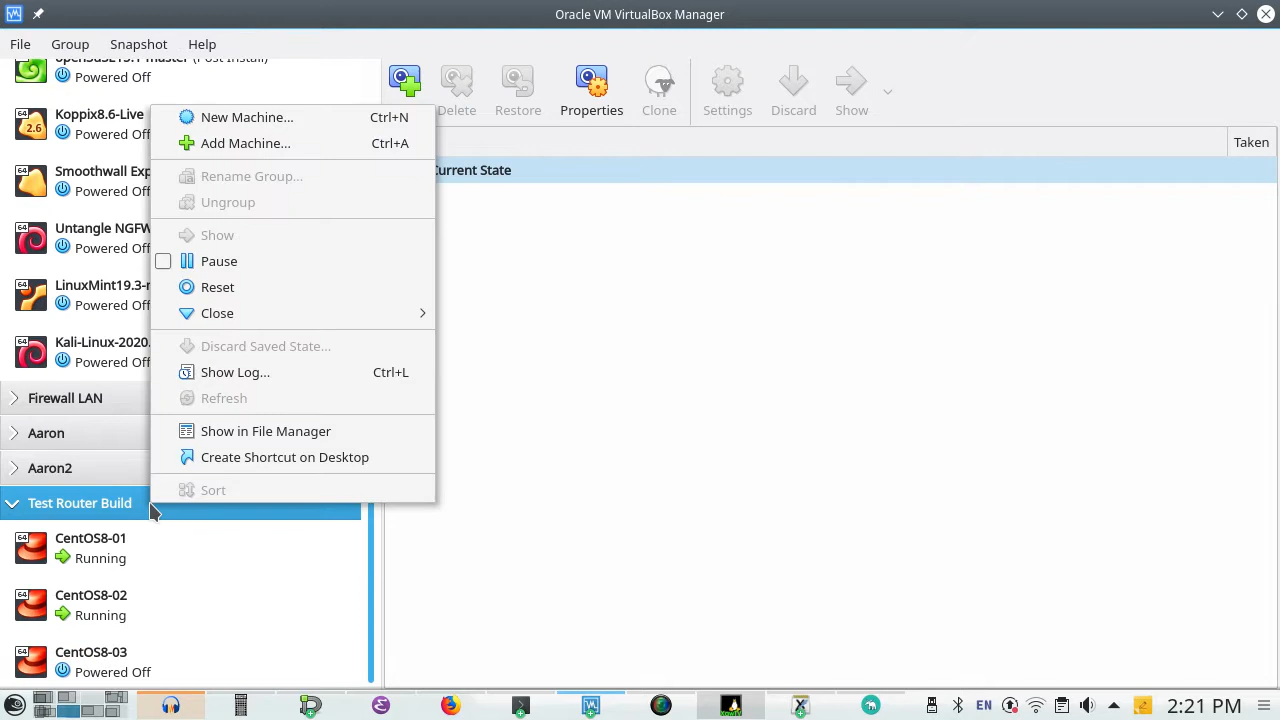 Oracle VM VirtualBox Manager
File Group Snapshot Help
(Post Install)
Powered Off
Koppix8.6-Live
Powered Off
Smoothwall Exp
Powered Off
Untangle NGFW
Powered Off
LinuxMint19.3-r
Powered Off
Kali-Linux-2020.
Powered Off
Firewall LAN
Aaron
Aaron2
Test Router Build
CentOS8-01
Running
CentOS8-02
Running
CentOS8-03
Powered Off
New Machine... Ctrl+N
Add Machine... Ctrl+A
Rename Group...
Ungroup
Show
Pause
Reset
Close
Discard Saved State...
Show Log... Ctrl+L
Refresh
Show in File Manager
Create Shortcut on Desktop
Sort
Delete Restore Properties Clone Settings Discard Show
Taken
Current State
EN 2:21 PM